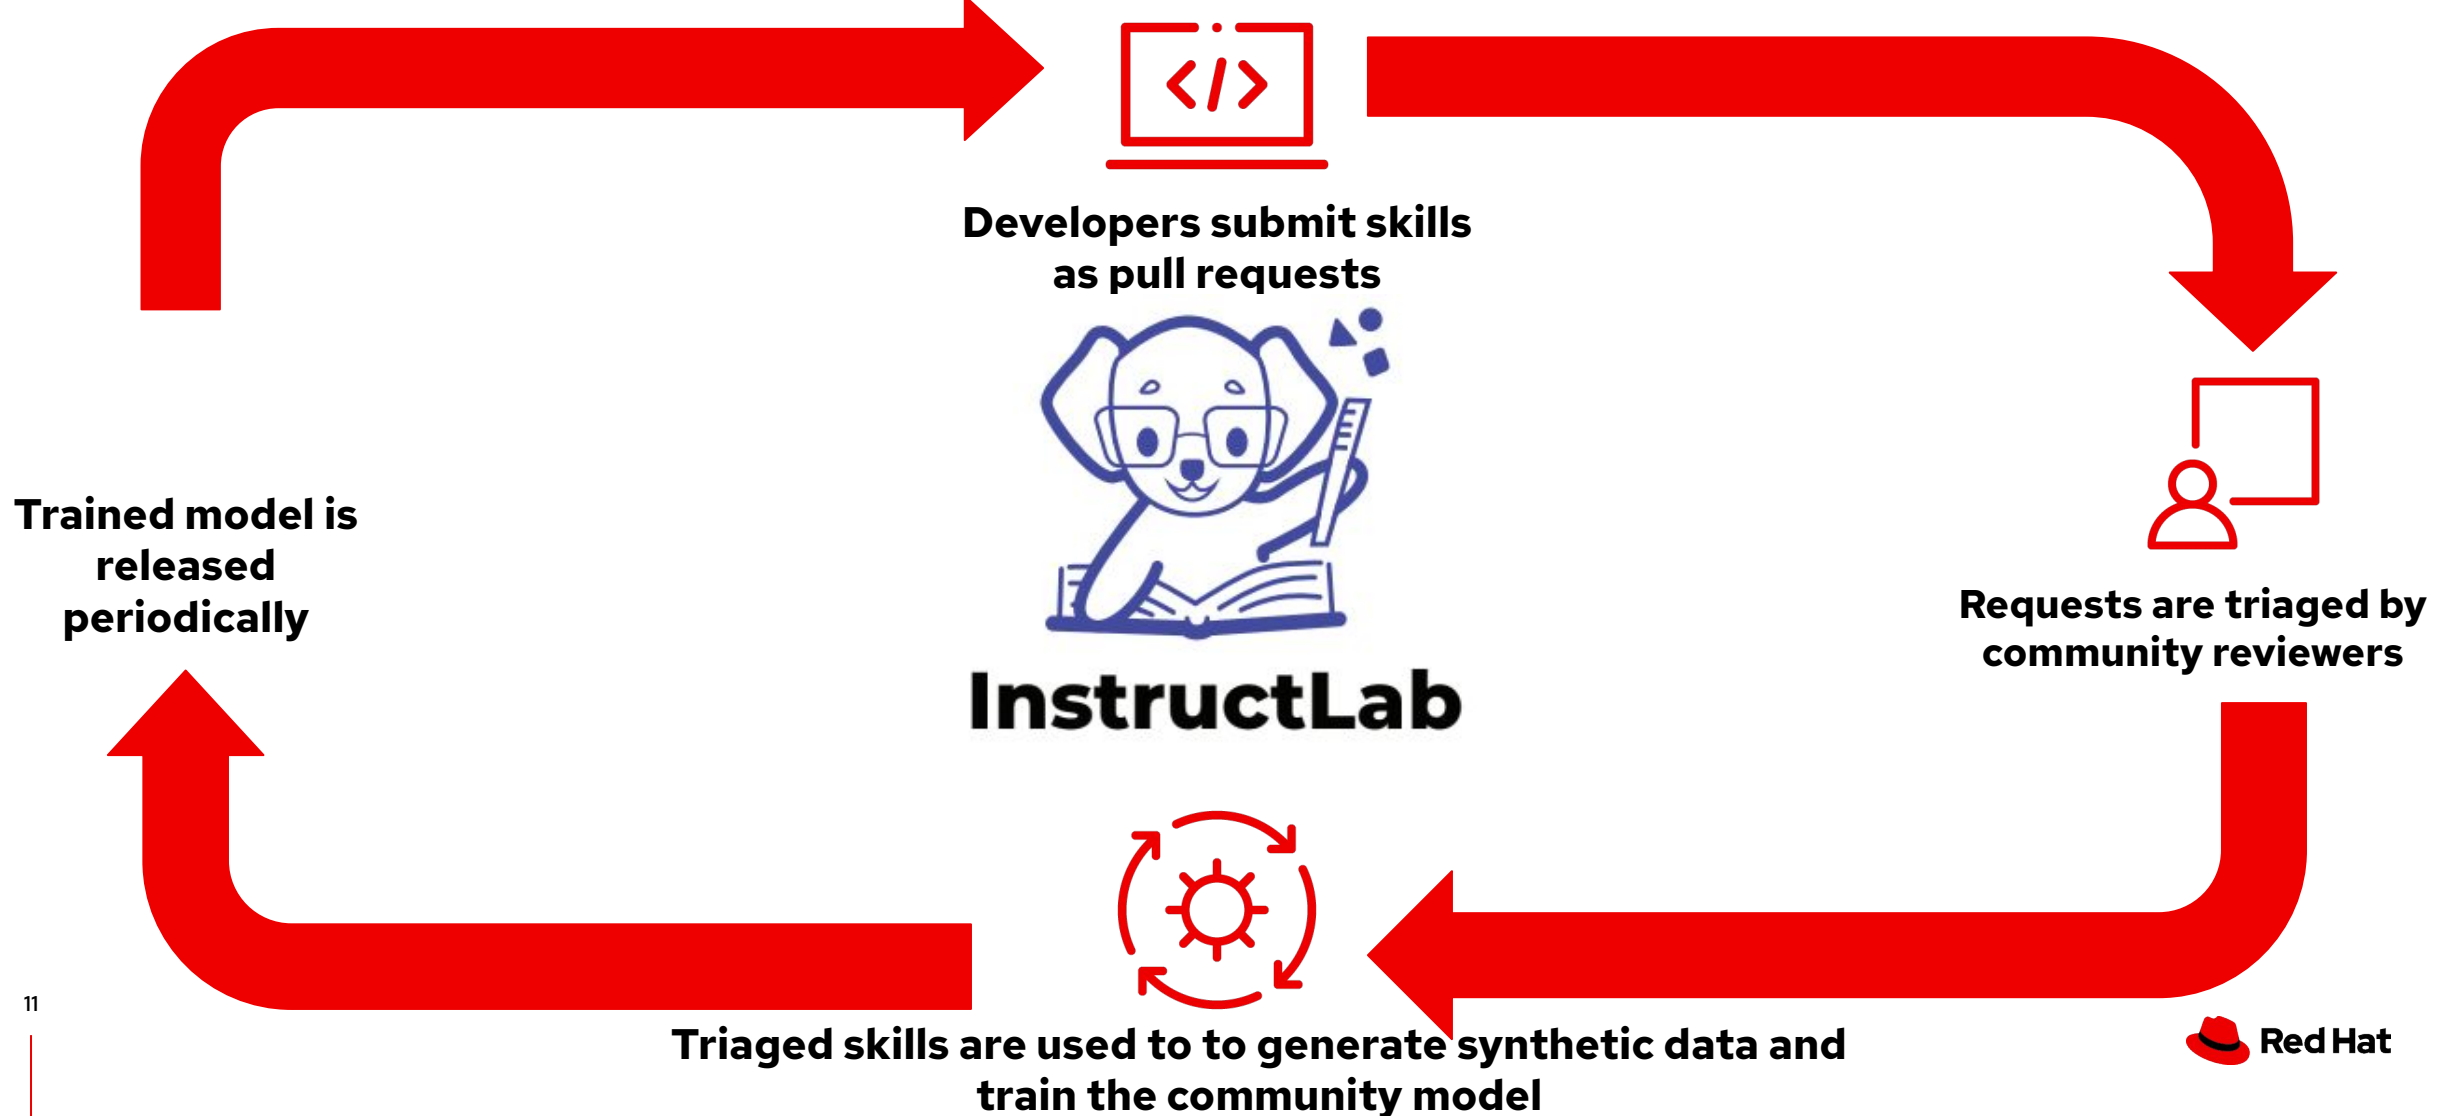 </>
Developers submit skills
as pull requests
Trained model is
released
periodically
Requests are triaged by
community reviewers
InstructLab
Triaged skills are used to to generate synthetic data and
train the community model
11
Red Hat